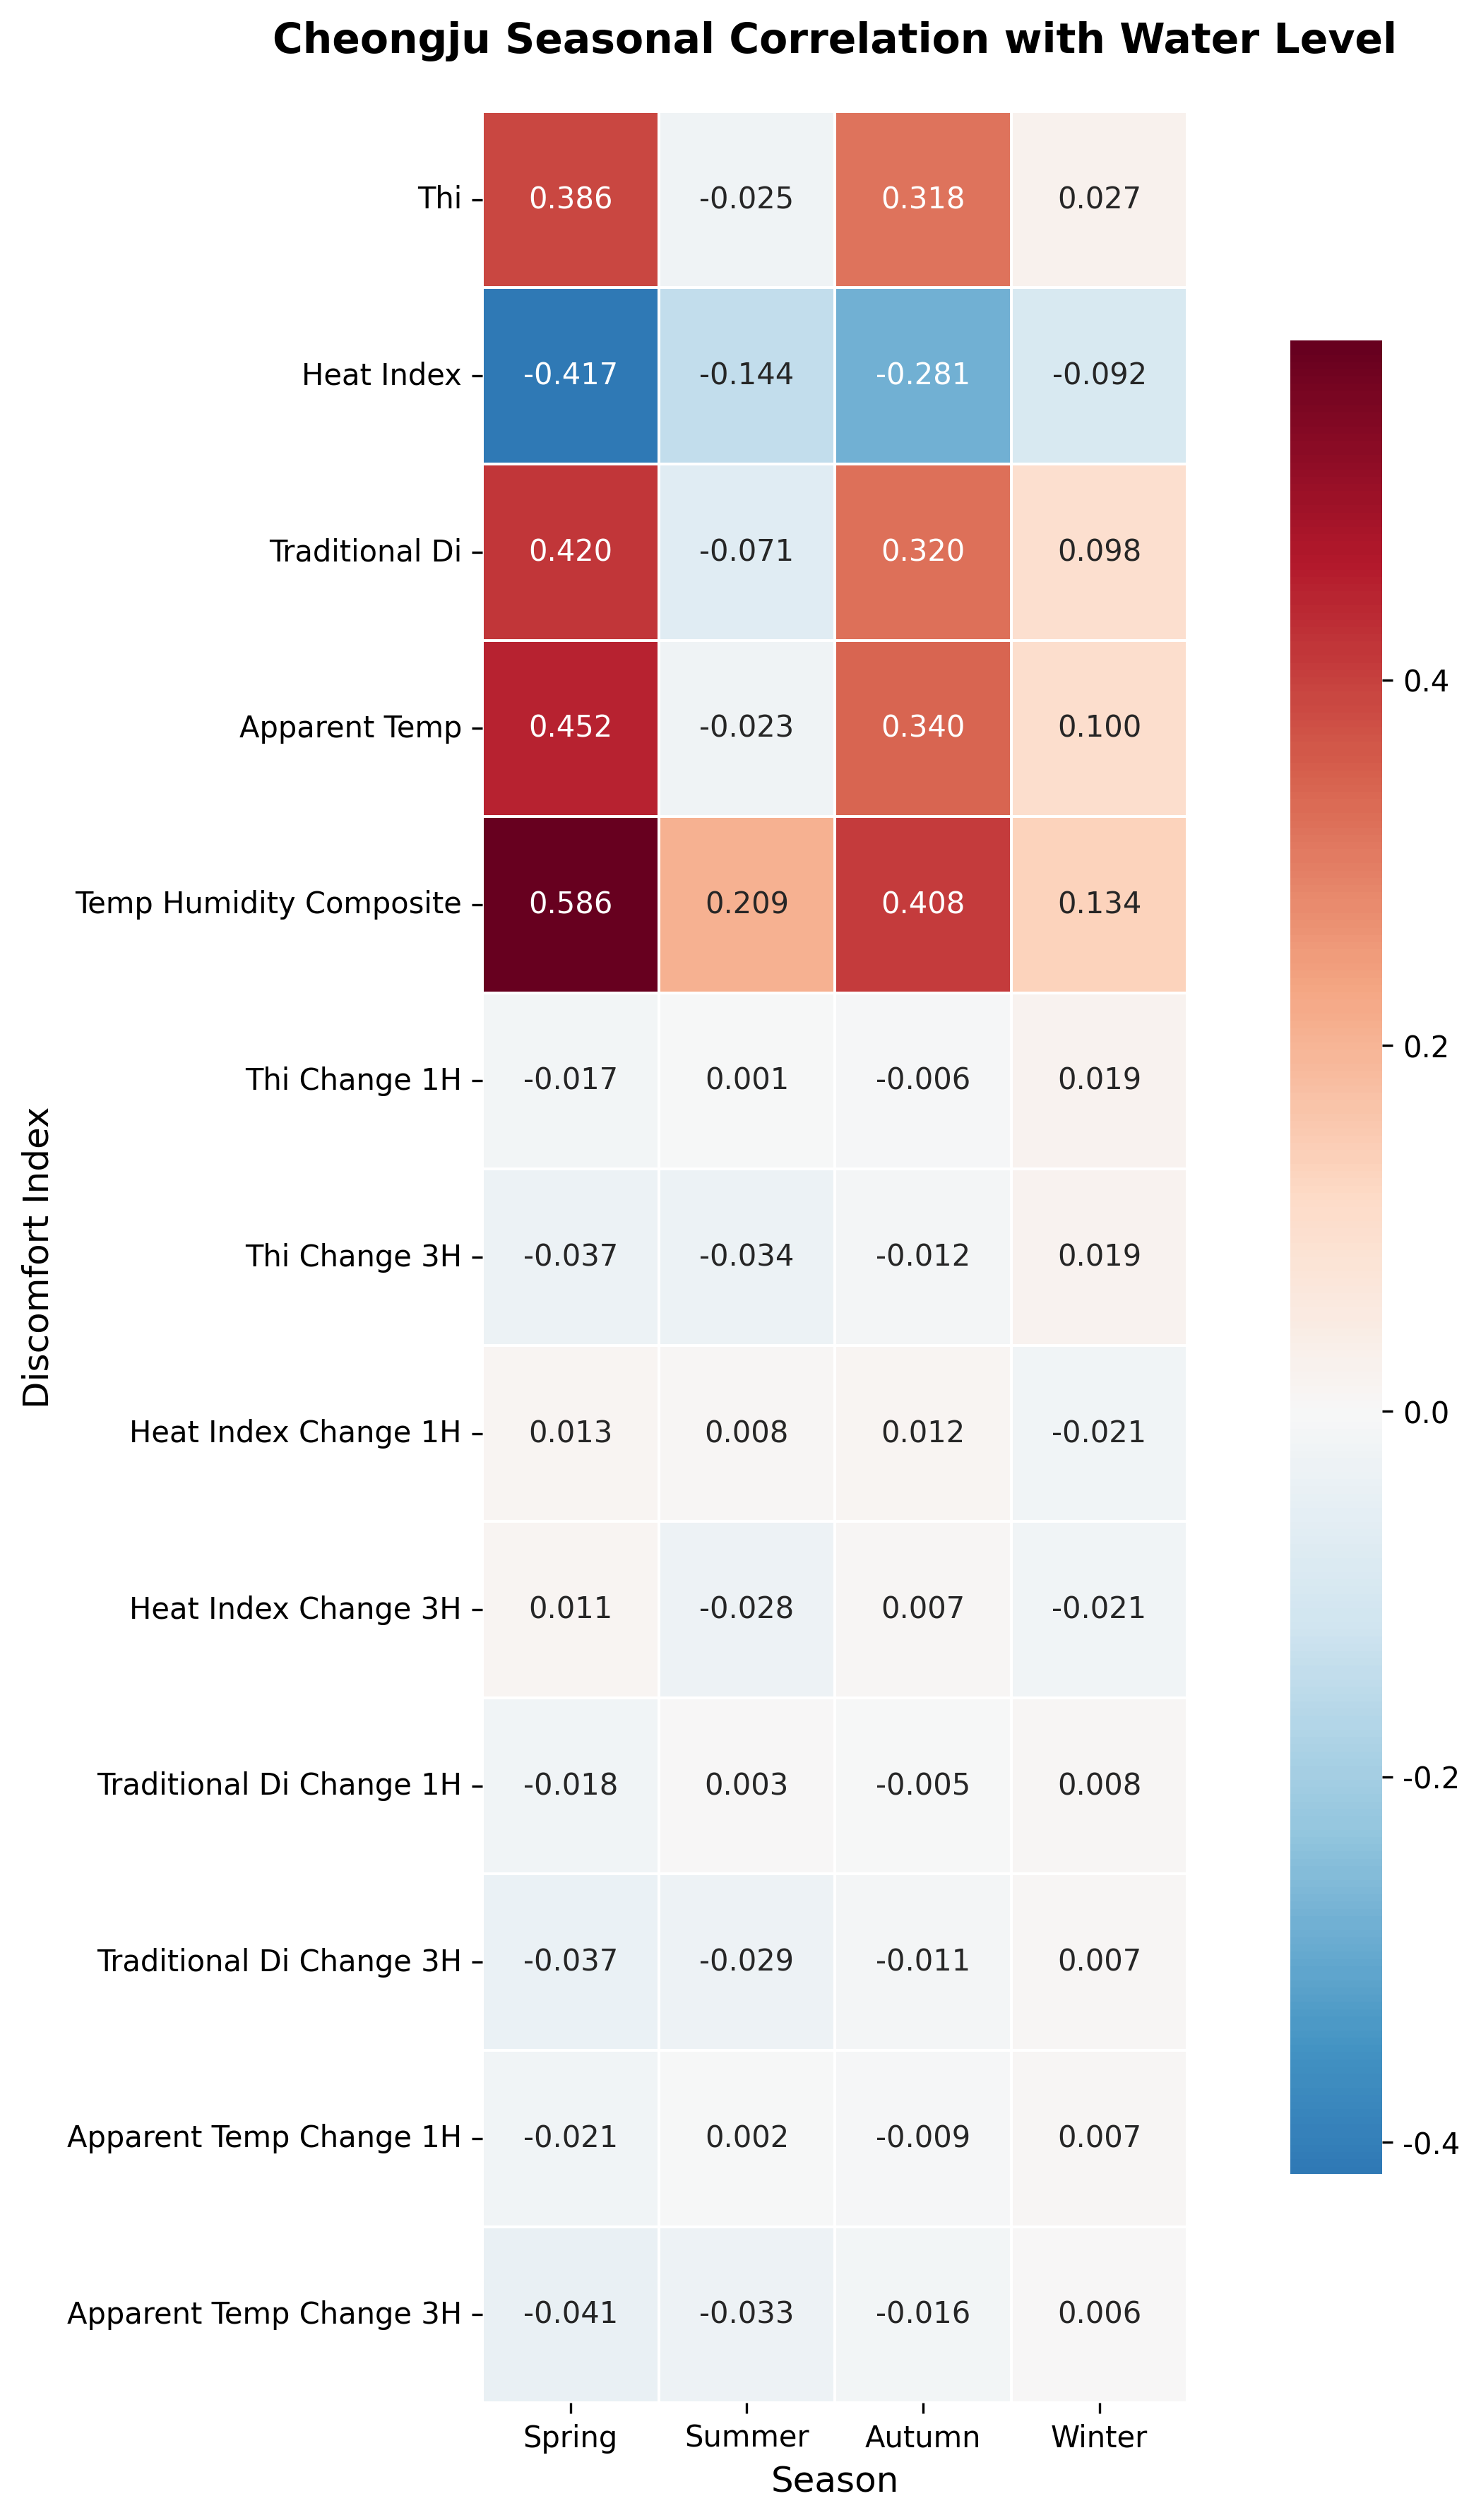 Cheongju Seasonal Correlation with Water Level
Thi 0.386 -0.025 0.318 0.027
Heat Index -0.417 -0.144 -0.281 -0.092
Traditional Di 0.420 -0.071 0.320 0.098
Apparent Temp 0.452 -0.023 0.340 0.100
Temp Humidity Composite 0.586 0.209 0.408 0.134
Thi Change 1H -0.017 0.001 -0.006 0.019
Thi Change 3H -0.037 -0.034 -0.012 0.019
Heat Index Change 1H 0.013 0.008 0.012 -0.021
Heat Index Change 3H 0.011 -0.028 0.007 -0.021
Traditional Di Change 1H -0.018 0.003 -0.005 0.008
Traditional Di Change 3H -0.037 -0.029 -0.011 0.007
Apparent Temp Change 1H -0.021 0.002 -0.009 0.007
Apparent Temp Change 3H -0.041 -0.033 -0.016 0.006
Spring Summer Autumn Winter
Season
Discomfort Index
0.4
0.2
0.0
-0.2
-0.4